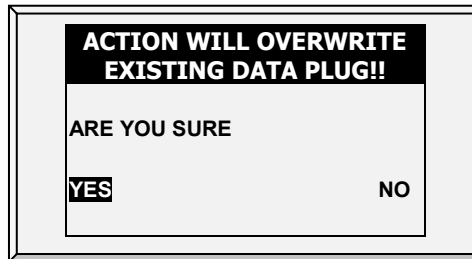 ACTION WILL OVERWRITE
EXISTING DATA PLUG!!
ARE YOU SURE
YES NO